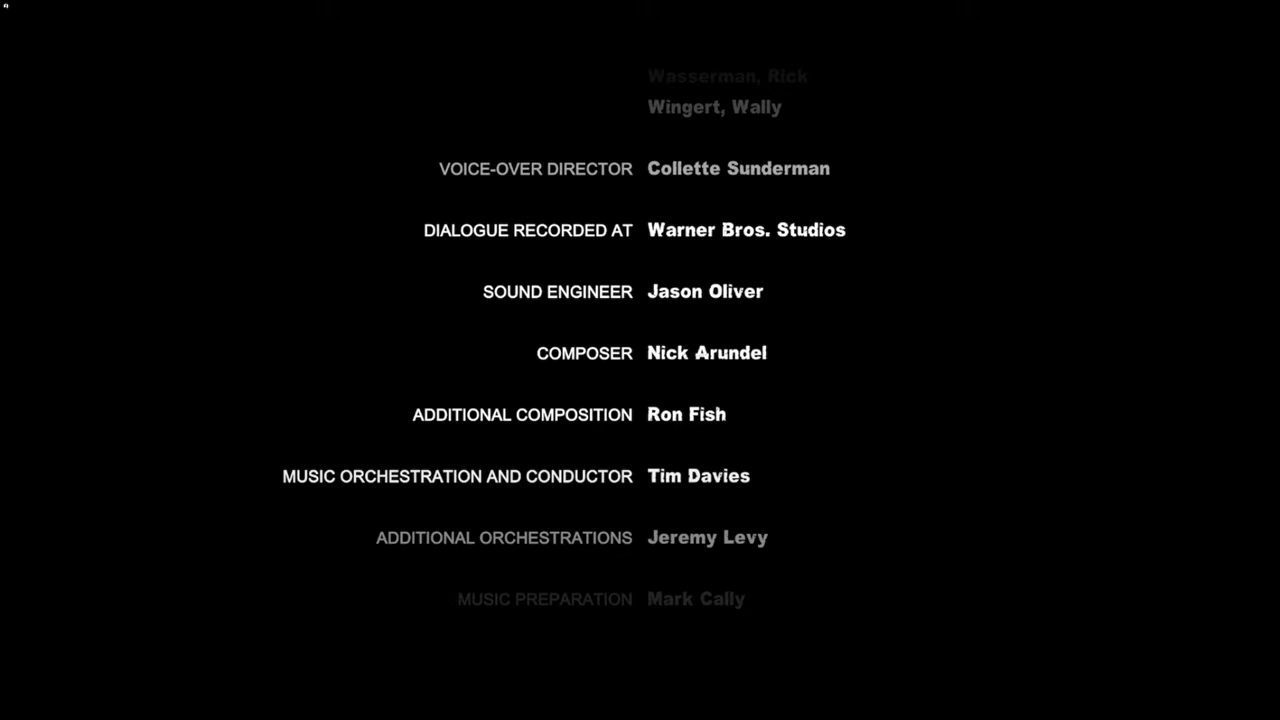 Wasserman, Rick
Wingert, Wally
VOICE-OVER DIRECTOR Collette Sunderman
DIALOGUE RECORDED AT Warner Bros. Studios
SOUND ENGINEER Jason Oliver
COMPOSER Nick Arundel
ADDITIONAL COMPOSITION Ron Fish
MUSIC ORCHESTRATION AND CONDUCTOR Tim Davies
ADDITIONAL ORCHESTRATIONS Jeremy Levy
MUSIC PREPARATION Mark Cally